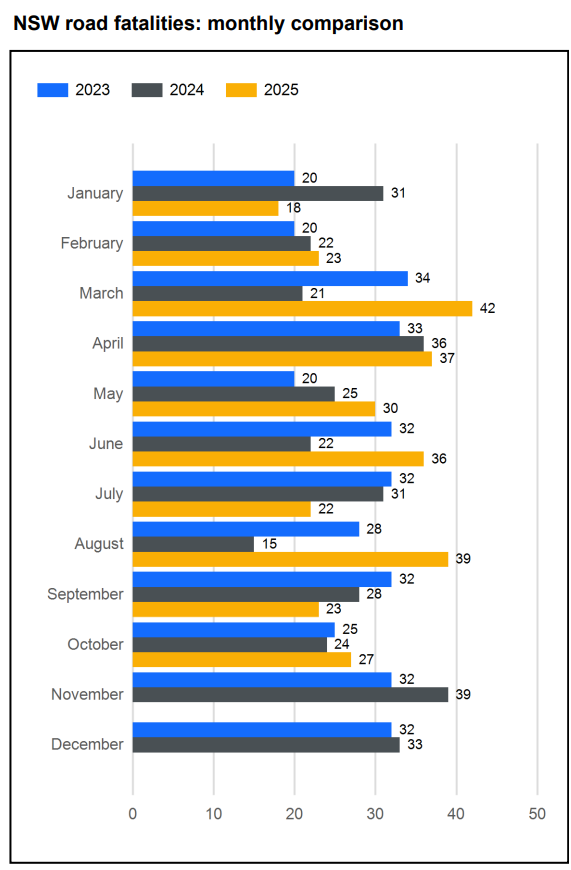 NSW road fatalities: monthly comparison
2023 2024 2025
20
January 31
18
20
February 22
23
34
March 21
42
33
April 36
37
20
May 25
30
32
June 22
36
32
July 31
22
28
August 15
39
32
September 28
23
25
October 24
27
32
November 39
32
December 33
0 10 20 30 40 50